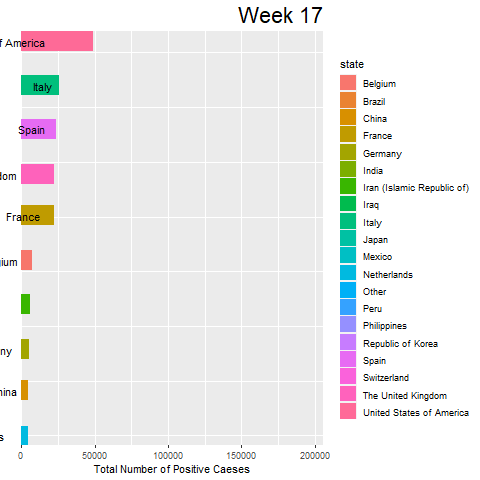 Week 17
f America
Italy
Spain
dom
France
ium
ny
hina
s
0
50000
100000
150000
200000
Total Number of Positive Caeses
state
Belgium
Brazil
China
France
Germany
India
Iran (Islamic Republic of)
Iraq
Italy
Japan
Mexico
Netherlands
Other
Peru
Philippines
Republic of Korea
Spain
Switzerland
The United Kingdom
United States of America